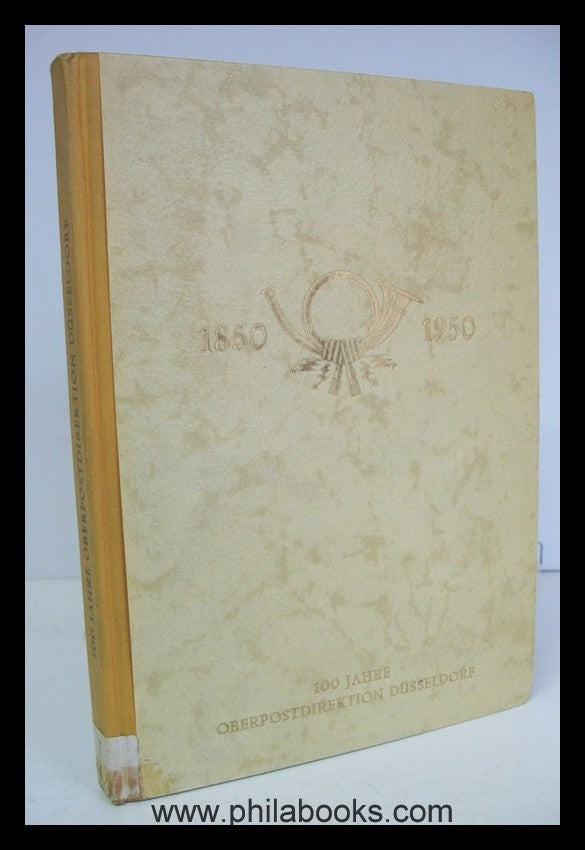 1850 1950
100 JAHRE
OBERPOSTDIREKTION DÜSSELDORF
100 JAHRE OBERPOSTDIREKTION DÜSSELDORF
www.philabooks.com